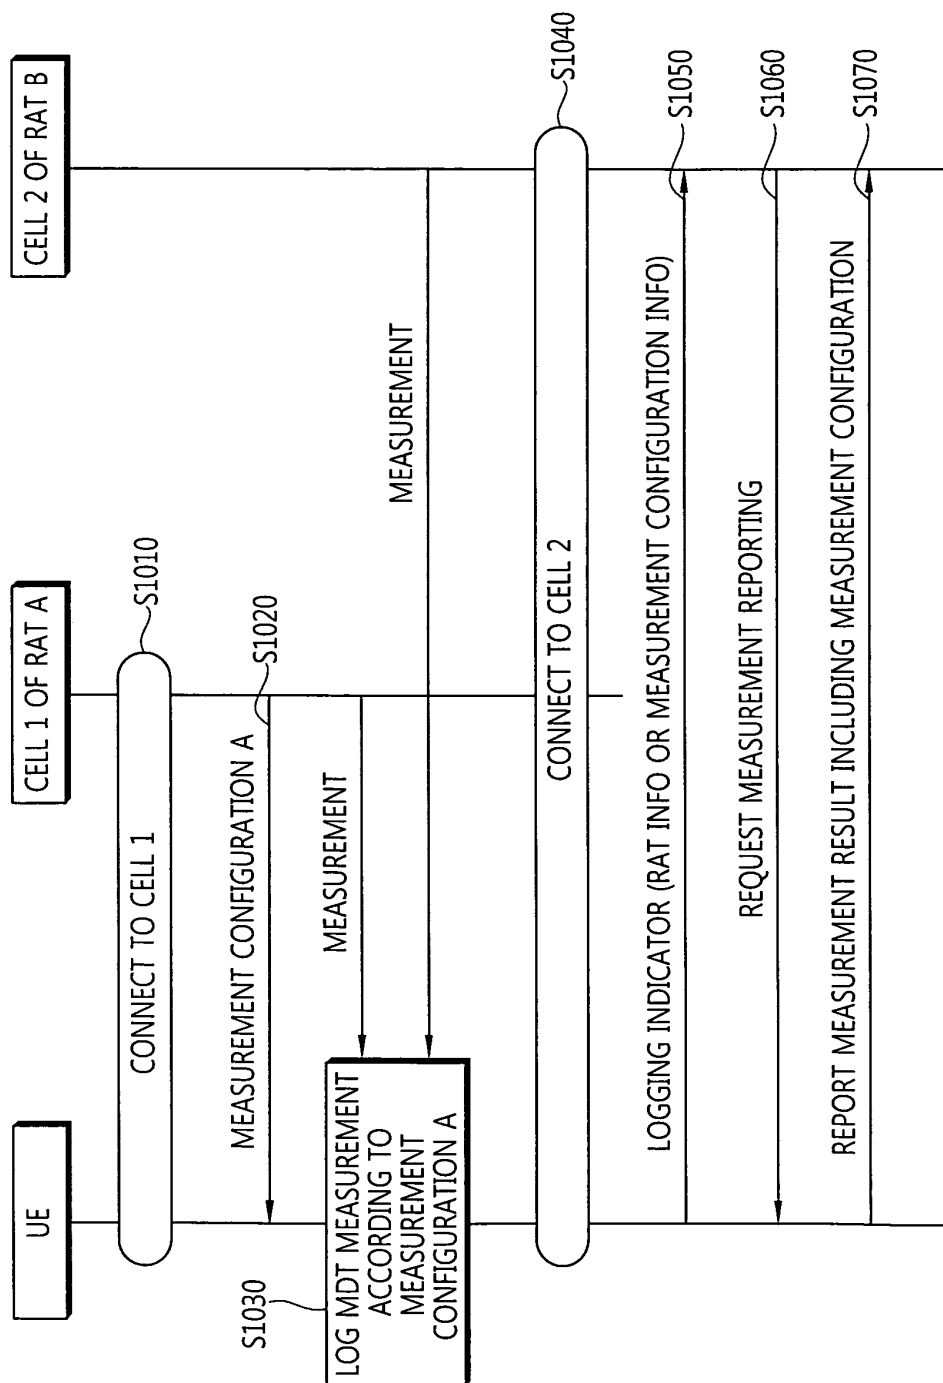 UE
CELL 1 OF RAT A
CELL 2 OF RAT B
CONNECT TO CELL 1
S1010
MEASUREMENT CONFIGURATION A
S1020
MEASUREMENT
MEASUREMENT
S1030
LOG MDT MEASUREMENT
ACCORDING TO
MEASUREMENT
CONFIGURATION A
CONNECT TO CELL 2
S1040
LOGGING INDICATOR (RAT INFO OR MEASUREMENT CONFIGURATION INFO)
S1050
REQUEST MEASUREMENT REPORTING
S1060
REPORT MEASUREMENT RESULT INCLUDING MEASUREMENT CONFIGURATION
S1070